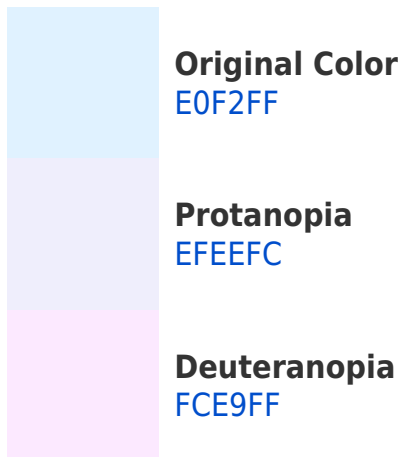 Original Color
E0F2FF
Protanopia
EFEEFC
Deuteranopia
FCE9FF